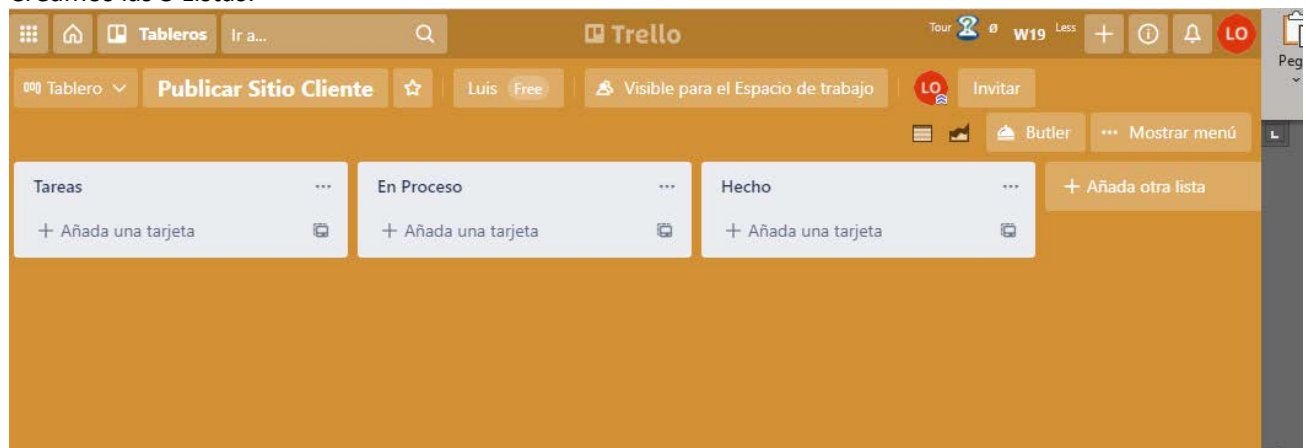 Tableros Ir a... Trello Tour Ø W19 Less LO
Peg
Tablero Publicar Sitio Cliente Luis Free Visible para el Espacio de trabajo LO Invitar
Butler ... Mostrar menú
Tareas ... En Proceso ... Hecho ... + Añada otra lista
+ Añada una tarjeta + Añada una tarjeta + Añada una tarjeta